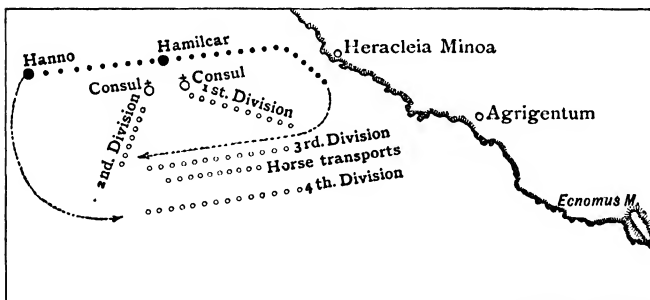 Hanno
Hamilcar
Heracleia Minoa
Consul
Consul
1st. Division
2nd. Division
Agrigentum
3rd. Division
Horse transports
4th. Division
Ecnomus M.